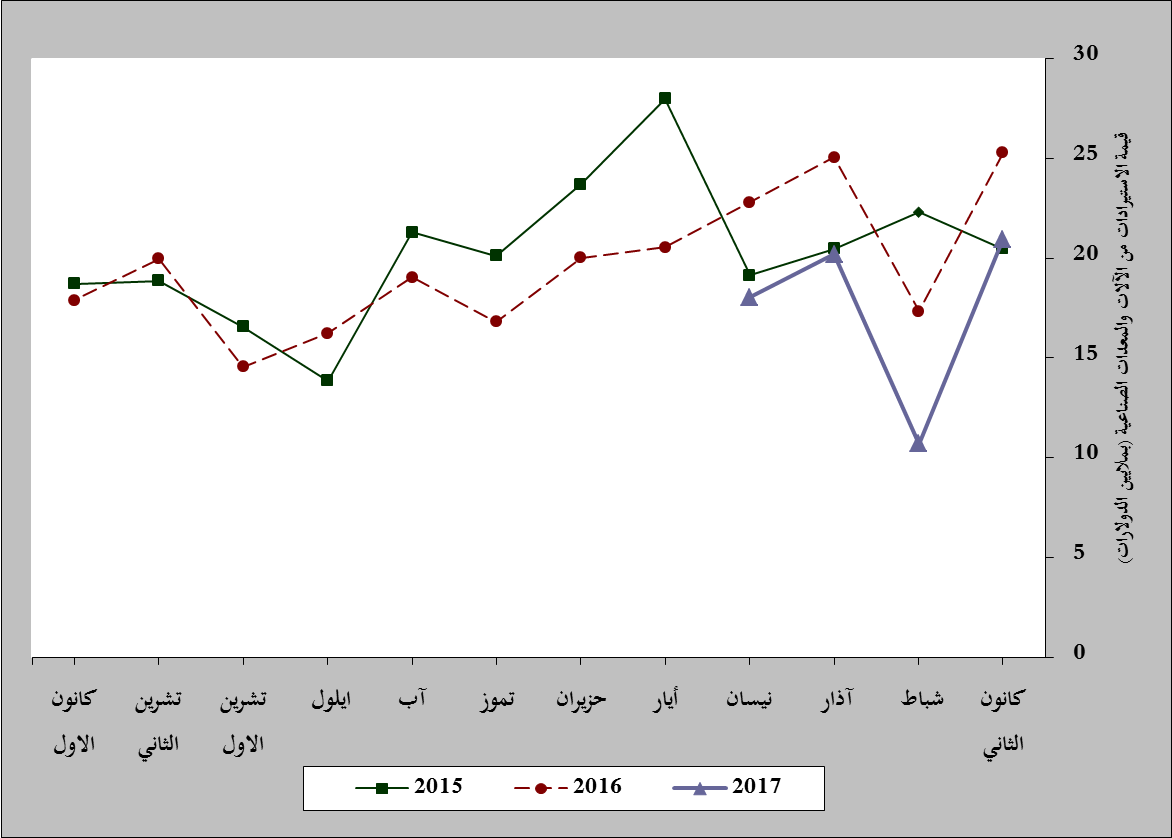 30
25
20
15
10
5
0
قيمة الاستيرادات من الآلات والمعدات الصناعية (بملايين الدولارات)
كانون الثاني
شباط
آذار
نيسان
أيار
حزيران
تموز
آب
ايلول
تشرين الاول
تشرين الثاني
كانون الاول
2015 2016 2017